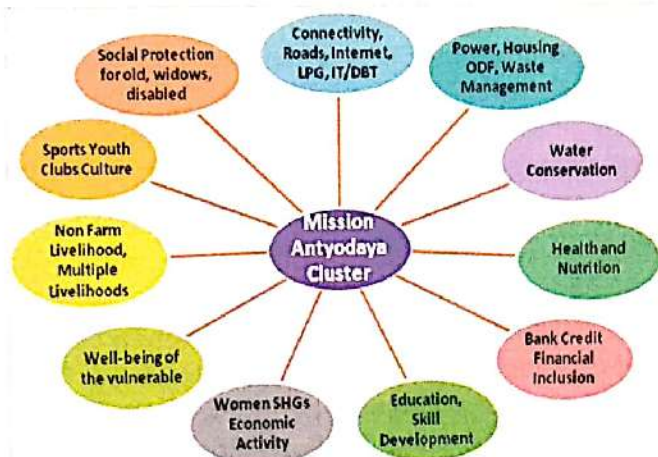 Connectivity,
Roads, Internet,
LPG, IT/DBT
Power, Housing
ODF, Waste
Management
Water
Conservation
Health and
Nutrition
Bank Credit
Financial
Inclusion
Education,
Skill
Development
Women SHGs
Economic
Activity
Well-being of
the vulnerable
Non Farm
Livelihood,
Multiple
Livelihoods
Sports Youth
Clubs Culture
Social Protection
for old, widows,
disabled
Mission
Antyodaya
Cluster